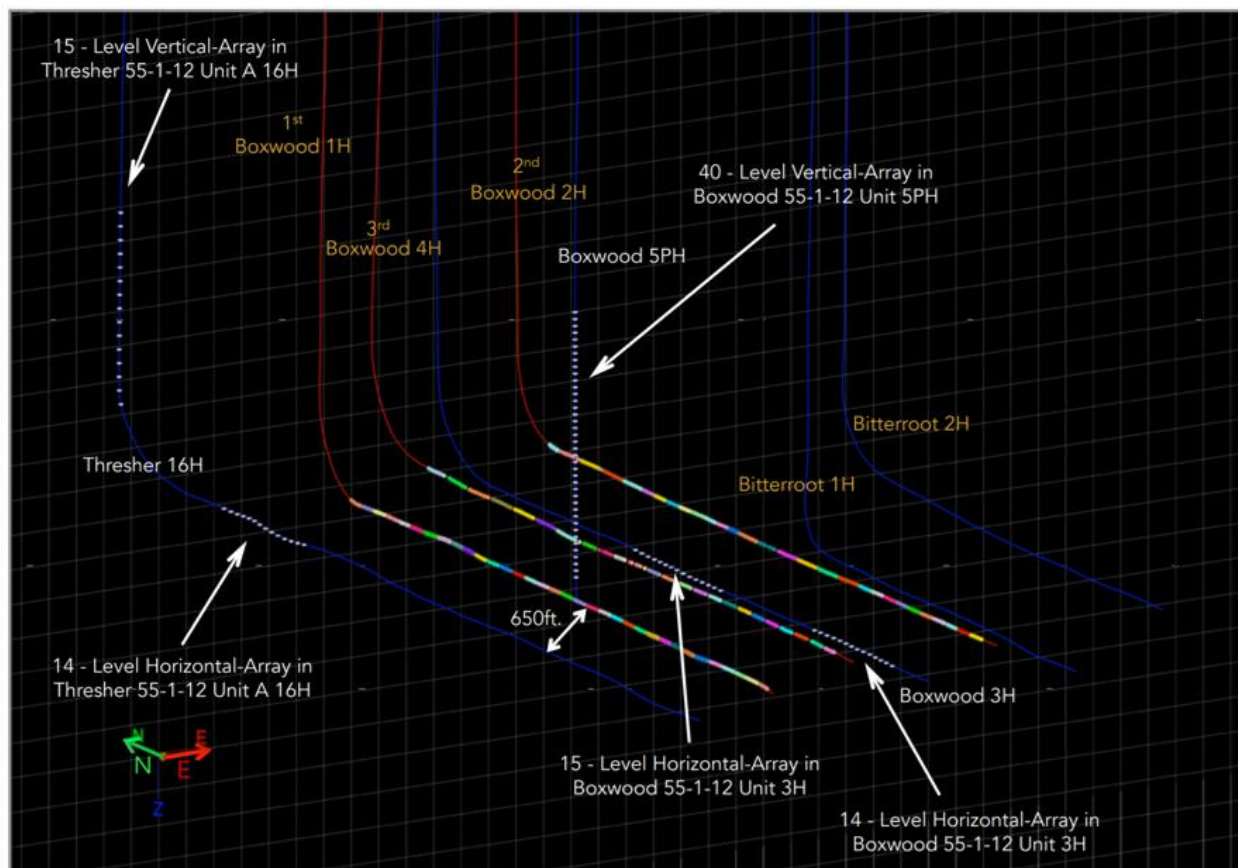 15 - Level Vertical-Array in
Thresher 55-1-12 Unit A 16H
1st
Boxwood 1H
2nd
Boxwood 2H
40 - Level Vertical-Array in
Boxwood 55-1-12 Unit 5PH
3rd
Boxwood 4H
Boxwood 5PH
Bitterroot 2H
Thresher 16H
Bitterroot 1H
650ft.
14 - Level Horizontal-Array in
Thresher 55-1-12 Unit A 16H
Boxwood 3H
N
E
N
E
Z
15 - Level Horizontal-Array in
Boxwood 55-1-12 Unit 3H
14 - Level Horizontal-Array in
Boxwood 55-1-12 Unit 3H